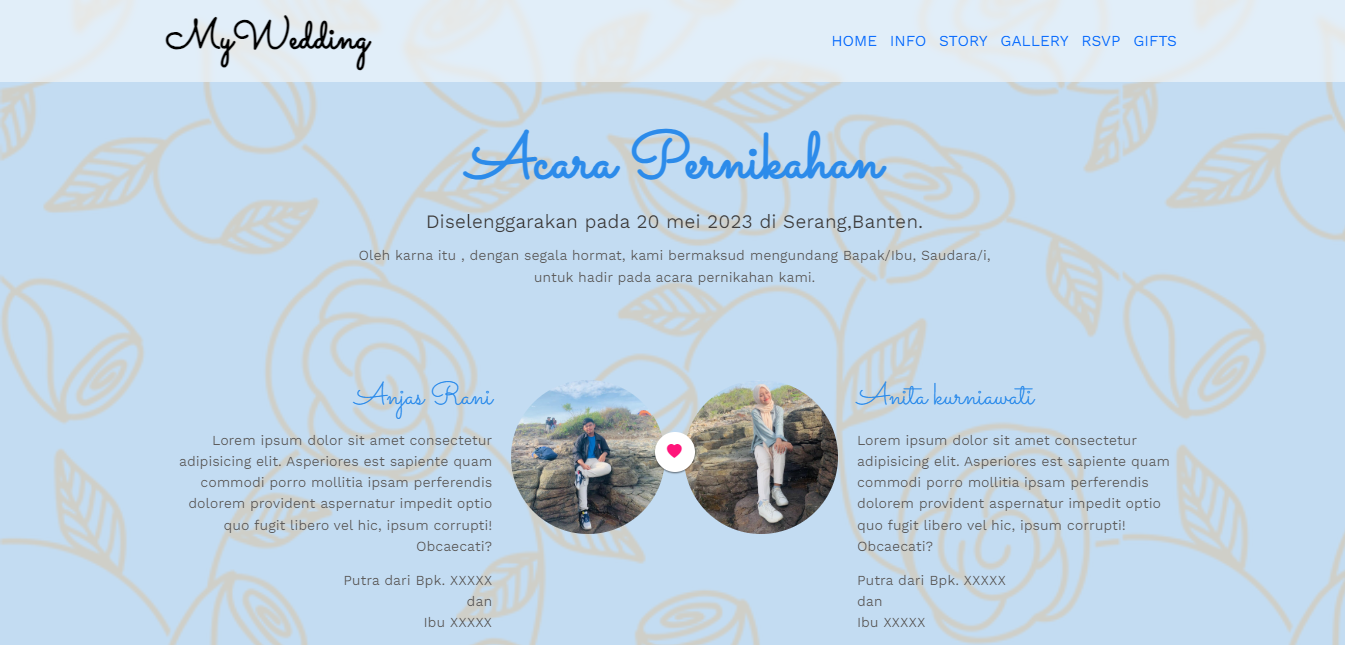 MyWedding
HOME INFO STORY GALLERY RSVP GIFTS
Acara Pernikahan
Diselenggarakan pada 20 mei 2023 di Serang,Banten.
Oleh karna itu , dengan segala hormat, kami bermaksud mengundang Bapak/Ibu, Saudara/i,
untuk hadir pada acara pernikahan kami.
Anjas Rani
Lorem ipsum dolor sit amet consectetur
adipisicing elit. Asperiores est sapiente quam
commodi porro mollitia ipsam perferendis
dolorem provident aspernatur impedit optio
quo fugit libero vel hic, ipsum corrupti!
Obcaecati?
Putra dari Bpk. XXXXX
dan
Ibu XXXXX
Anita kurniawati
Lorem ipsum dolor sit amet consectetur
adipisicing elit. Asperiores est sapiente quam
commodi porro mollitia ipsam perferendis
dolorem provident aspernatur impedit optio
quo fugit libero vel hic, ipsum corrupti!
Obcaecati?
Putra dari Bpk. XXXXX
dan
Ibu XXXXX